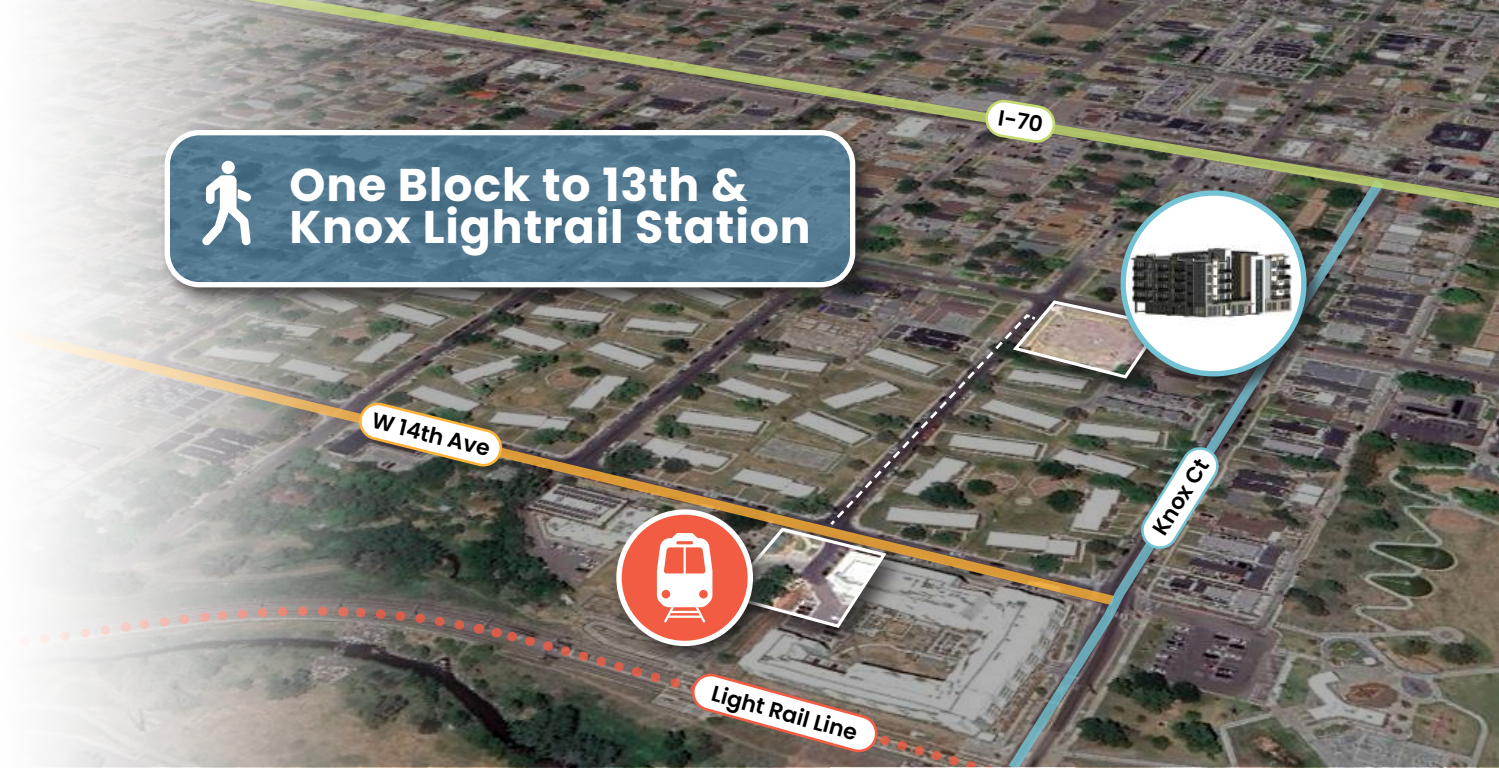 I-70
One Block to 13th &
Knox Lightrail Station
W 14th Ave
Knox Ct
Light Rail Line